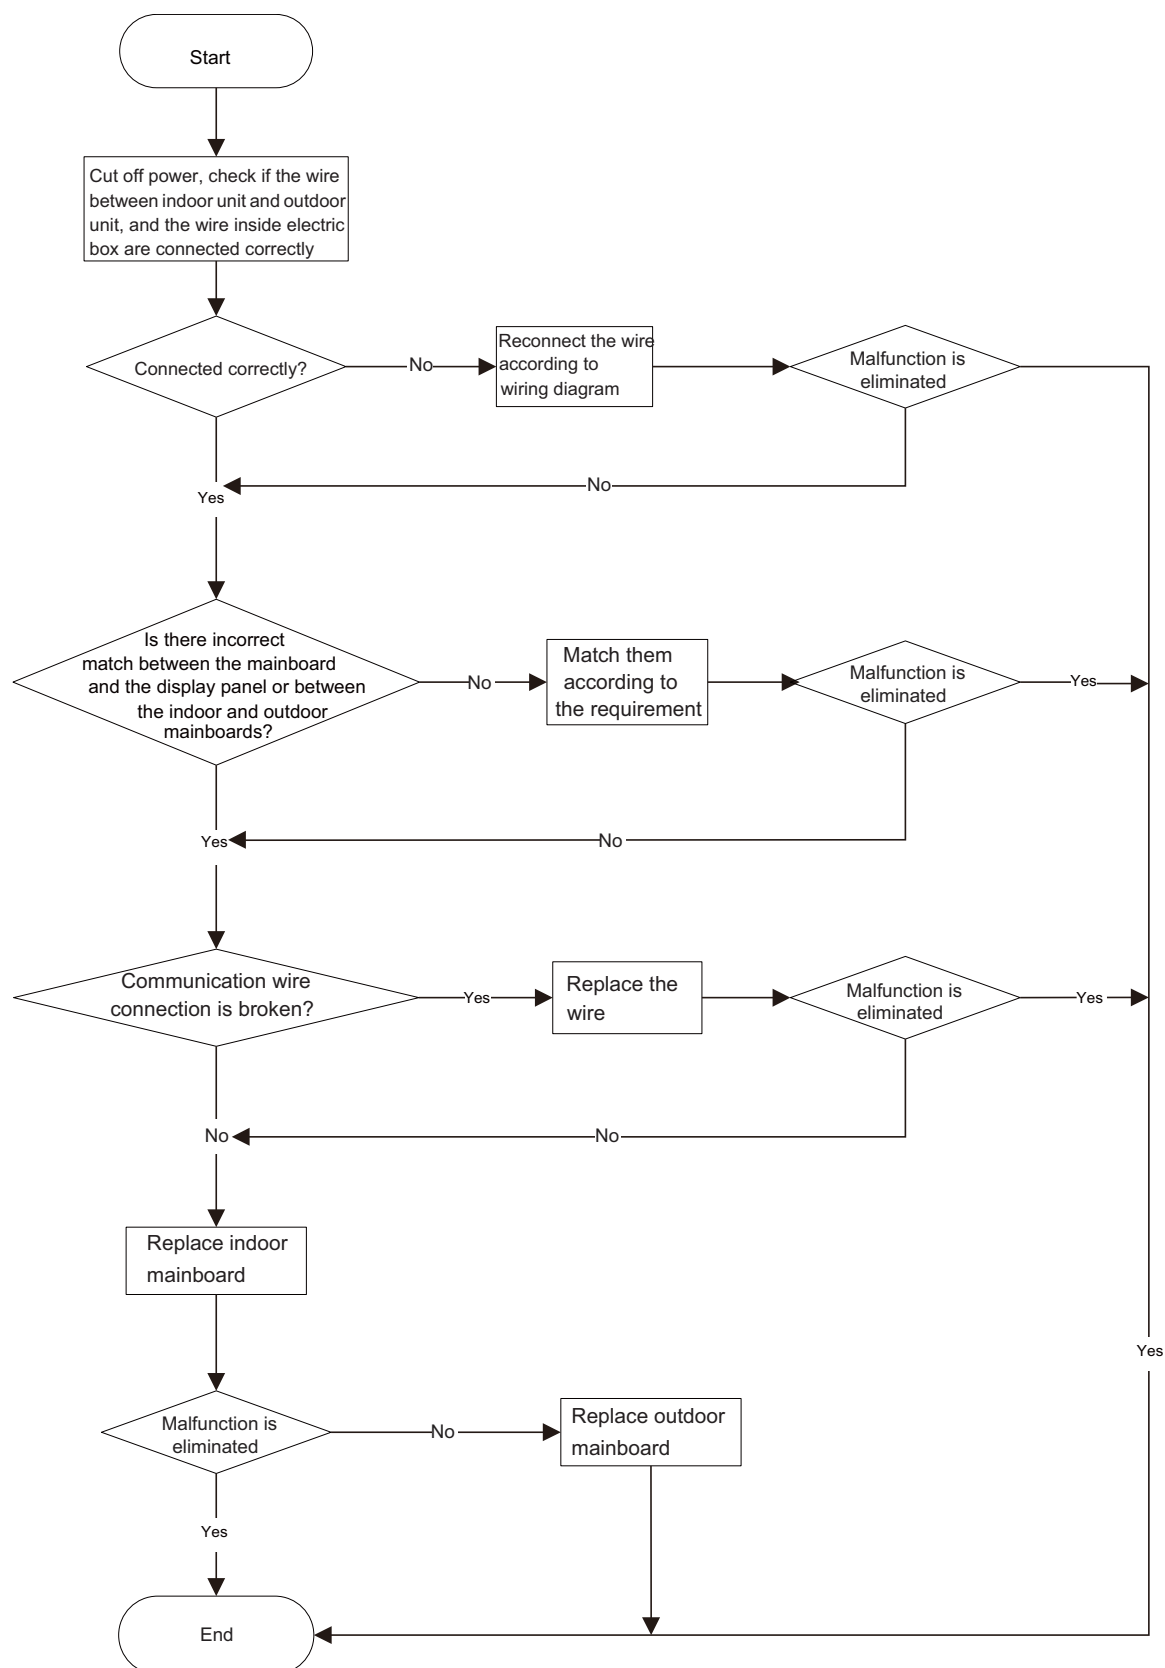 Start
Cut off power, check if the wire
between indoor unit and outdoor
unit, and the wire inside electric
box are connected correctly
Connected correctly?
No
Reconnect the wire
according to
wiring diagram
Malfunction is
eliminated
No
Yes
Is there incorrect
match between the mainboard
and the display panel or between
the indoor and outdoor
mainboards?
No
Match them
according to
the requirement
Malfunction is
eliminated
Yes
No
Yes
Communication wire
connection is broken?
Yes
Replace the
wire
Malfunction is
eliminated
Yes
No
No
Replace indoor
mainboard
Yes
Malfunction is
eliminated
No
Replace outdoor
mainboard
Yes
End